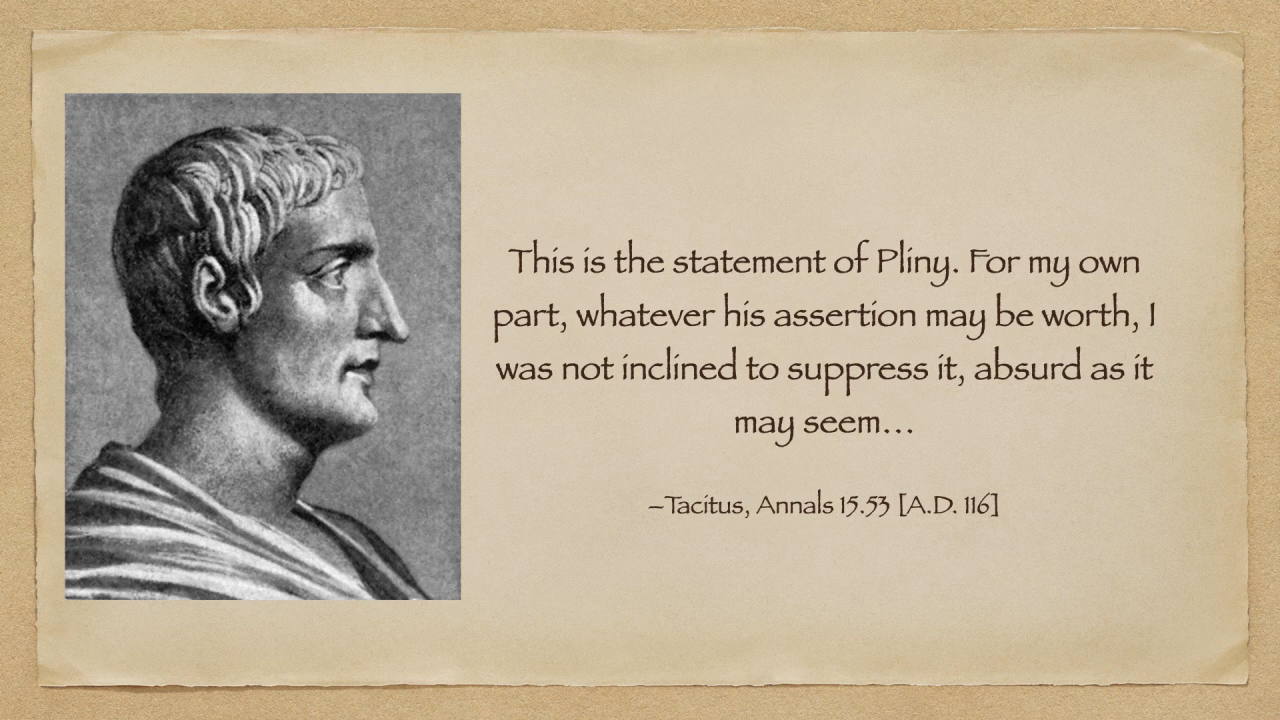 This is the statement of Pliny. For my own
part, whatever his assertion may be worth, I
was not inclined to suppress it, absurd as it
may seem…
–Tacitus, Annals 15.53 [A.D. 116]